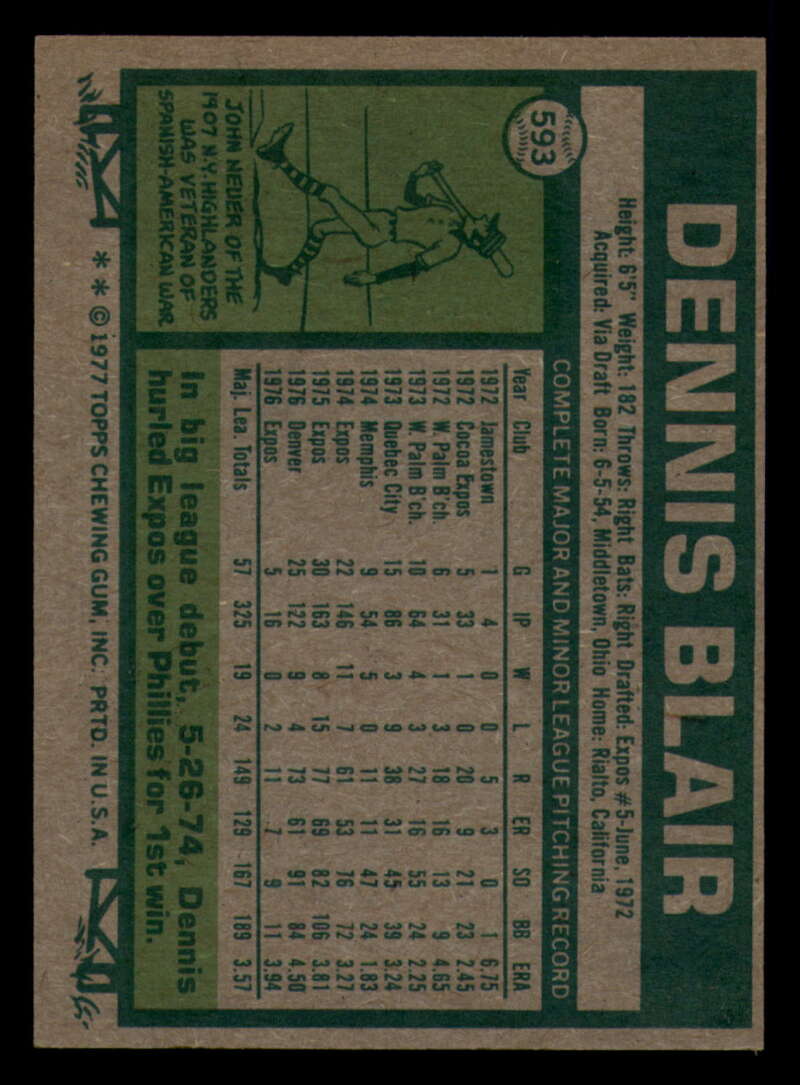 593
DENNIS BLAIR
Height: 6'5" Weight: 182 Throws: Right Bats: Right Drafted: Expos #5-June, 1972
Acquired: Via Draft Born: 6-5-54, Middletown, Ohio Home: Rialto, California
COMPLETE MAJOR AND MINOR LEAGUE PITCHING RECORD
Year Club G IP W L R ER SO BB ERA
1972 Jamestown 1 4 0 0 5 3 0 1 6.75
1972 Cocoa Expos 5 33 1 0 20 9 21 23 2.45
1972 W. Palm B'ch. 6 31 1 3 18 16 13 9 4.65
1973 W. Palm B'ch. 10 64 4 3 27 16 55 24 2.25
1973 Quebec City 15 86 3 9 38 31 45 39 3.24
1974 Memphis 9 54 5 0 11 11 47 24 1.83
1974 Expos 22 146 11 7 61 53 76 72 3.27
1975 Expos 30 163 8 15 77 69 82 106 3.81
1976 Denver 25 122 9 4 73 61 91 84 4.50
1976 Expos 5 16 0 2 11 7 9 11 3.94
Maj. Lea. Totals 57 325 19 24 149 129 167 189 3.57
JOHN NEUER OF THE
1907 N.Y. HIGHLANDERS
WAS VETERAN OF
SPANISH-AMERICAN WAR
In big league debut, 5-26-74, Dennis
hurled Expos over Phillies for 1st win.
* * © 1977 TOPPS CHEWING GUM, INC. PRTD. IN U.S.A.